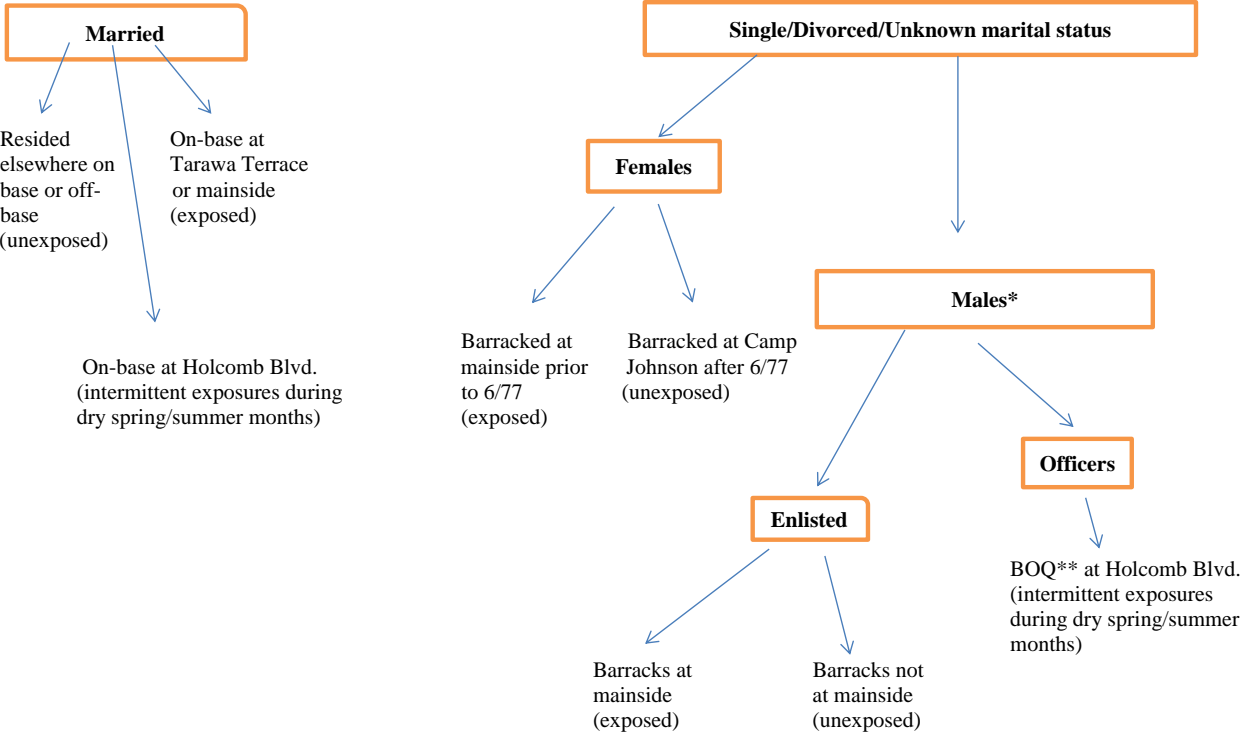 Married
Single/Divorced/Unknown marital status
Resided
elsewhere on
base or off-
base
(unexposed)
On-base at
Tarawa Terrace
or mainside
(exposed)
On-base at Holcomb Blvd.
(intermittent exposures during
dry spring/summer months)
Females
Barracked at
mainside prior
to 6/77
(exposed)
Barracked at Camp
Johnson after 6/77
(unexposed)
Males*
Enlisted
Officers
Barracks at
mainside
(exposed)
Barracks not
at mainside
(unexposed)
BOQ** at Holcomb Blvd.
(intermittent exposures
during dry spring/summer
months)